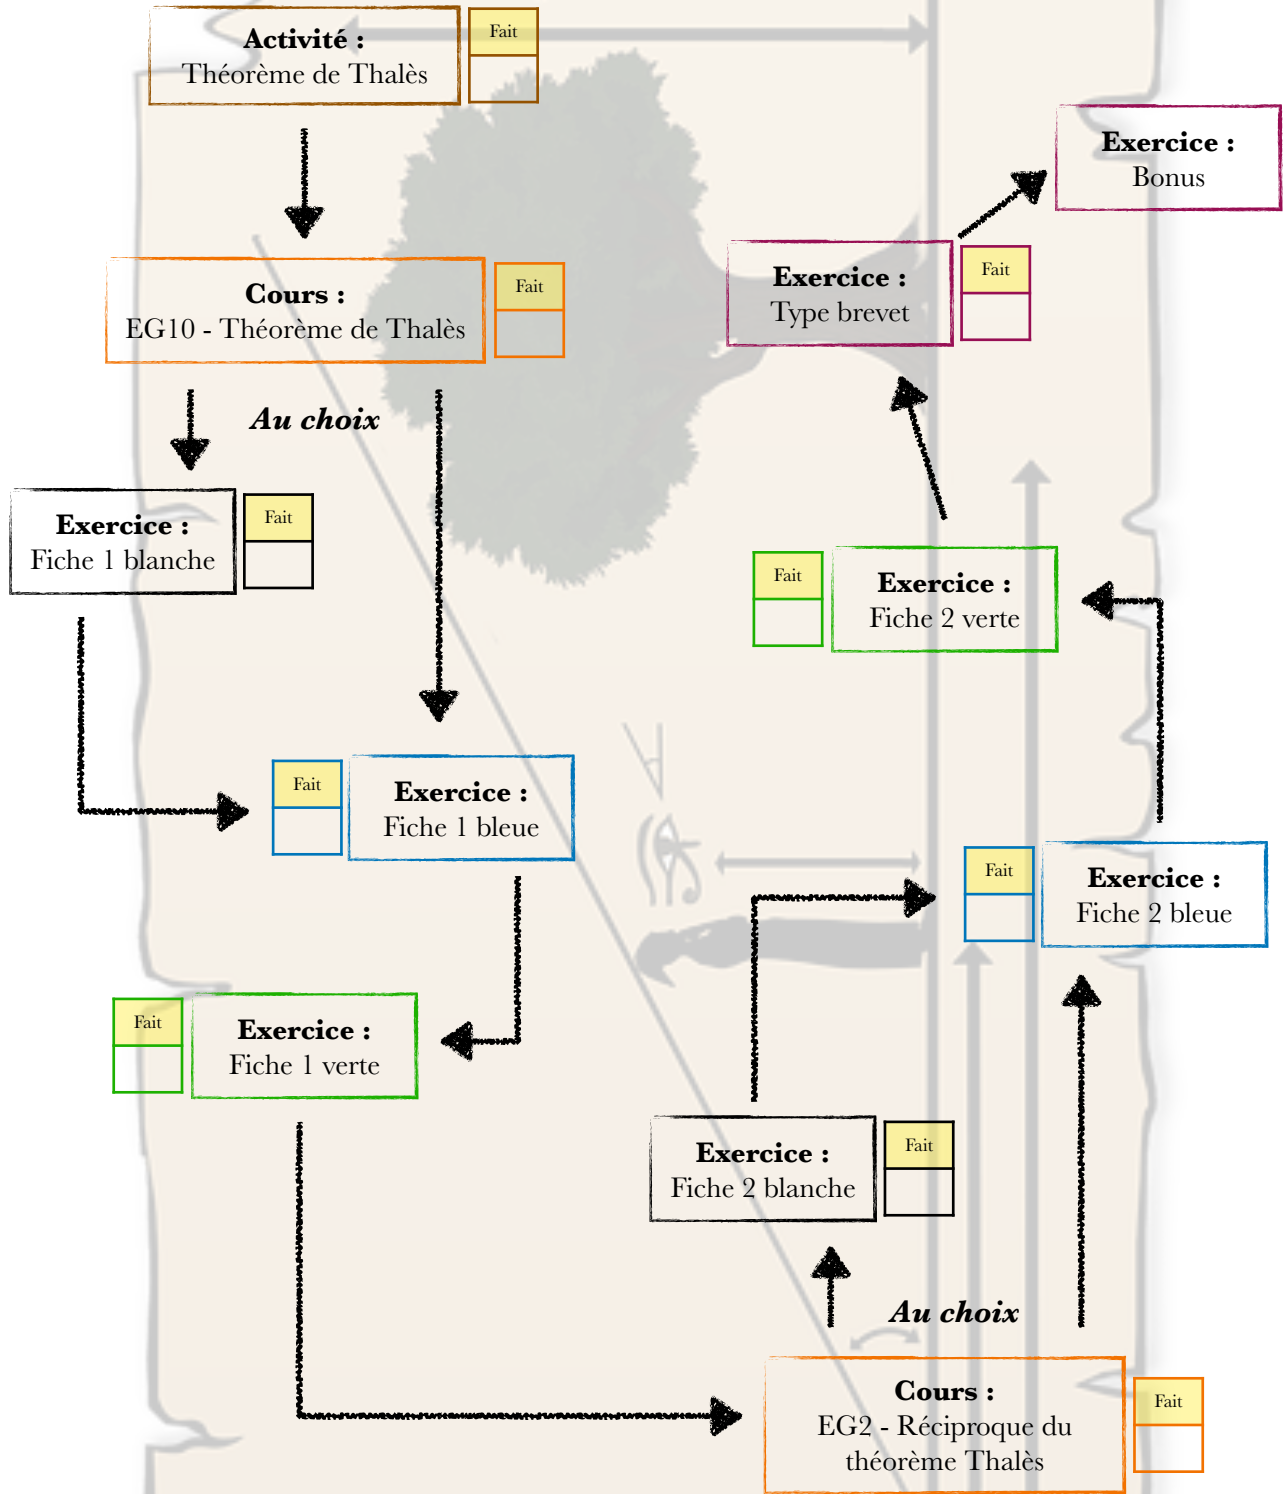 Activité :
Théorème de Thalès
Fait
Cours :
EG10 - Théorème de Thalès
Fait
Au choix
Exercice :
Fiche 1 blanche
Fait
Fait
Exercice :
Fiche 1 bleue
Fait
Exercice :
Fiche 1 verte
Cours :
EG2 - Réciproque du
théorème Thalès
Fait
Au choix
Exercice :
Fiche 2 blanche
Fait
Fait
Exercice :
Fiche 2 bleue
Fait
Exercice :
Fiche 2 verte
Exercice :
Type brevet
Fait
Exercice :
Bonus